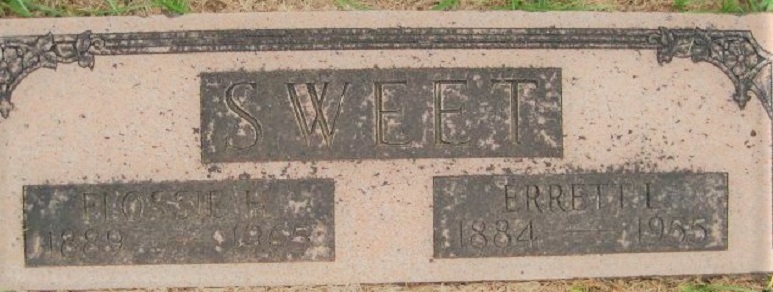 SWEET
FLOSSIE H.
1889 — 1965
ERRETT L.
1884 — 1955